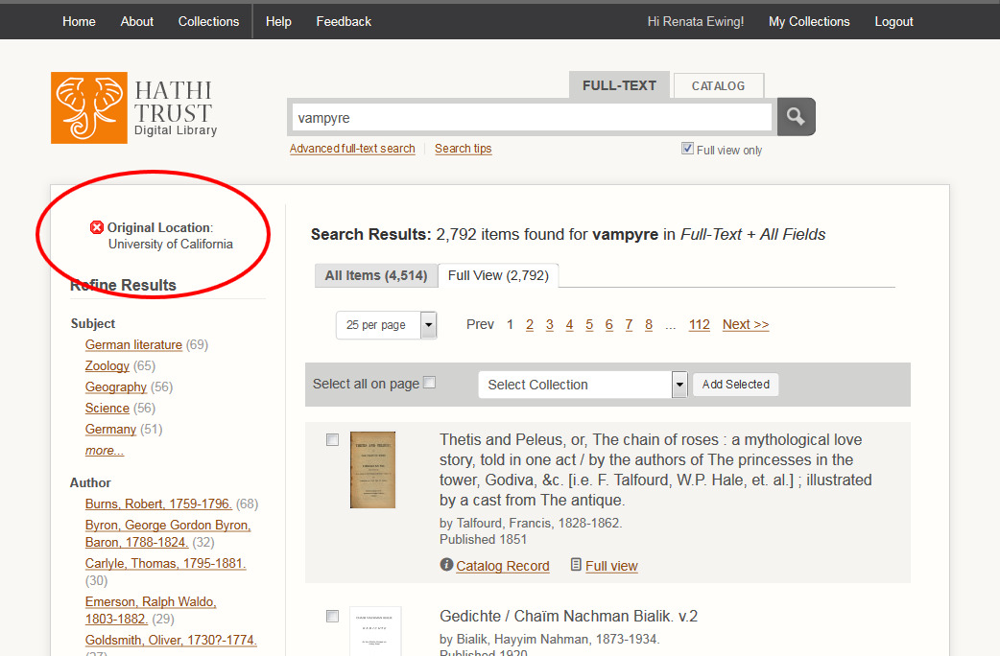 Home About Collections Help Feedback Hi Renata Ewing! My Collections Logout
HATHI
TRUST
Digital Library
FULL-TEXT CATALOG
vampyre
Advanced full-text search Search tips Full view only
Original Location:
University of California
Refine Results
Subject
German literature (69)
Zoology (65)
Geography (56)
Science (56)
Germany (51)
more...
Author
Burns, Robert, 1759-1796. (68)
Byron, George Gordon Byron,
Baron, 1788-1824. (32)
Carlyle, Thomas, 1795-1881.
(30)
Emerson, Ralph Waldo,
1803-1882. (29)
Goldsmith, Oliver, 1730?-1774.
(27)
Search Results: 2,792 items found for vampyre in Full-Text + All Fields
All Items (4,514) Full View (2,792)
25 per page Prev 1 2 3 4 5 6 7 8 ... 112 Next >>
Select all on page Select Collection Add Selected
THETIS AND PELEUS,
Thetis and Peleus, or, The chain of roses : a mythological love
story, told in one act / by the authors of The princesses in the
tower, Godiva, &c. [i.e. F. Talfourd, W.P. Hale, et. al.] ; illustrated
by a cast from The antique.
by Talfourd, Francis, 1828-1862.
Published 1851
Catalog Record Full view
Gedichte / Chaïm Nachman Bialik. v.2
by Bialik, Hayyim Nahman, 1873-1934.
Published 1920